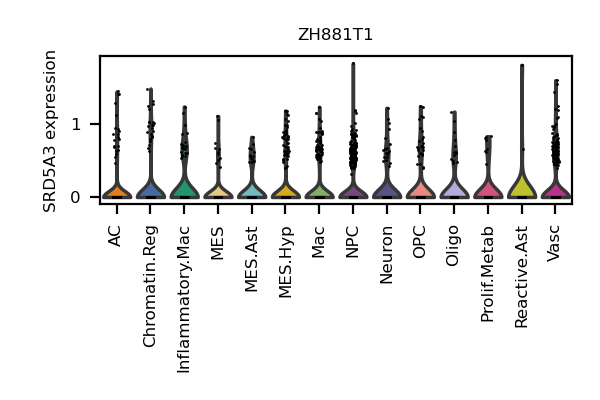 ZH881T1
SRD5A3 expression
1
0
AC
Chromatin.Reg
Inflammatory.Mac
MES
MES.Ast
MES.Hyp
Mac
NPC
Neuron
OPC
Oligo
Prolif.Metab
Reactive.Ast
Vasc